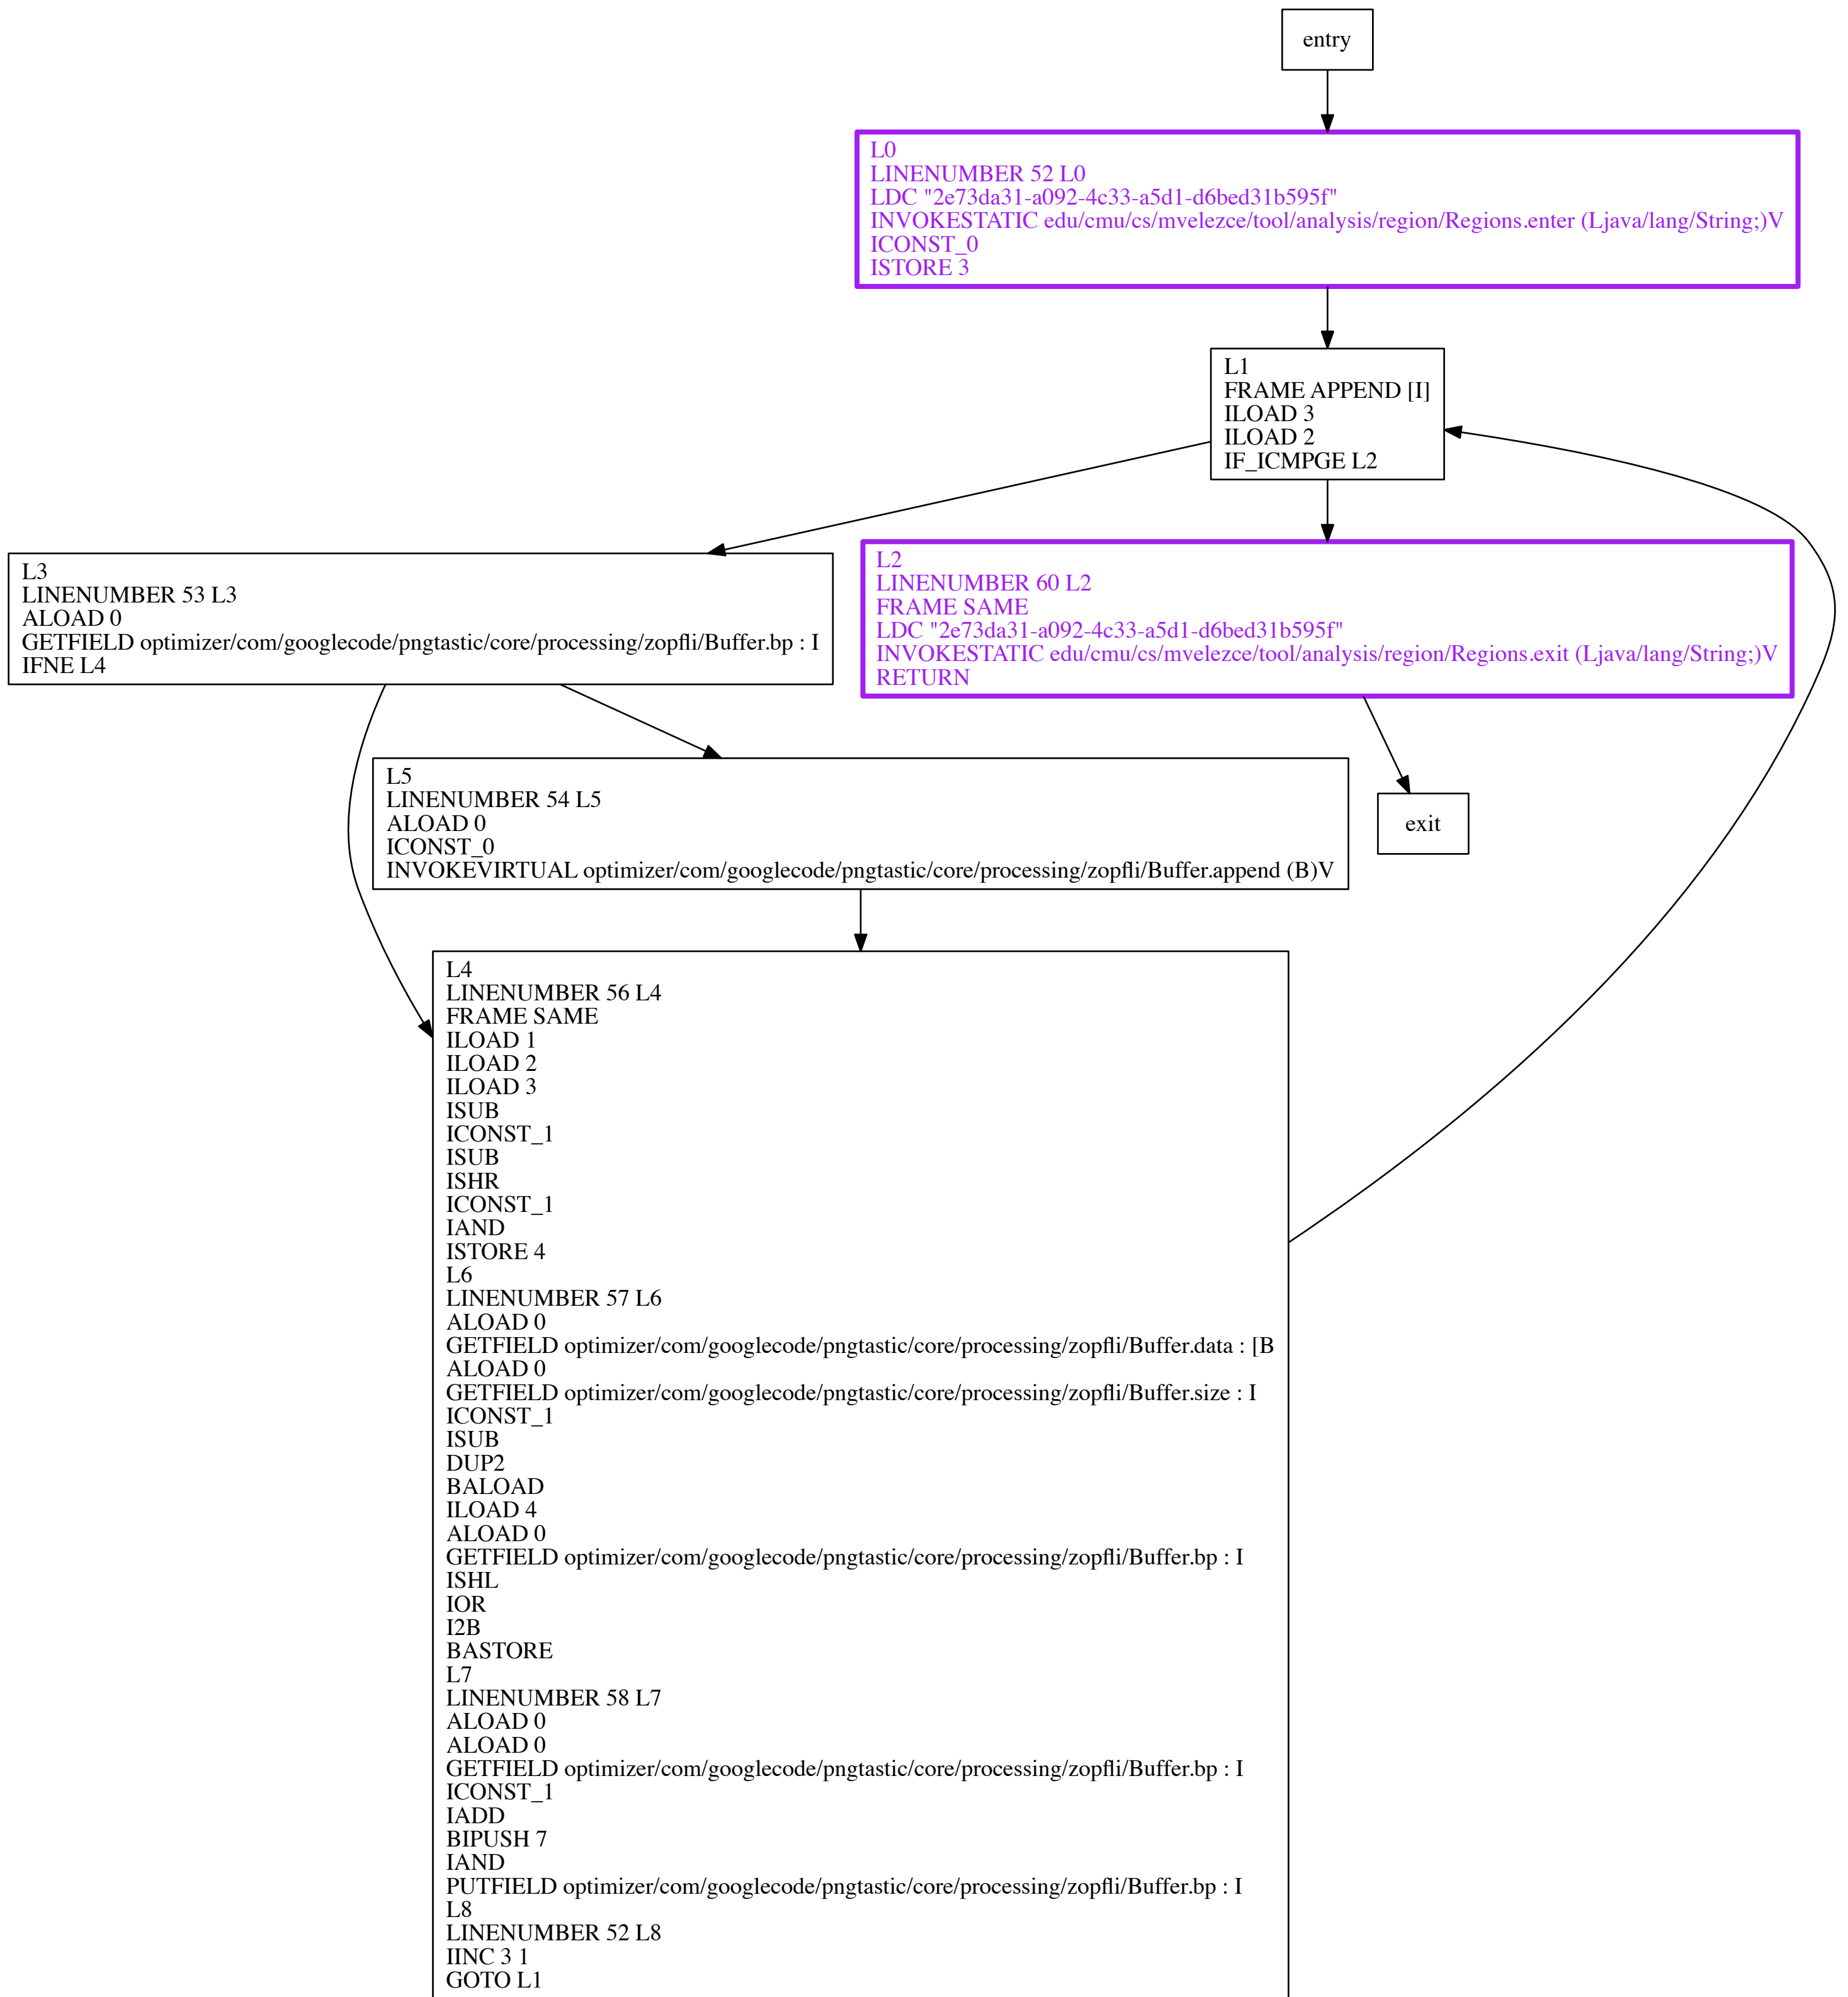 entry
L0
LINENUMBER 52 L0
LDC "2e73da31-a092-4c33-a5d1-d6bed31b595f"
INVOKESTATIC edu/cmu/cs/mvelezce/tool/analysis/region/Regions.enter (Ljava/lang/String;)V
ICONST_0
ISTORE 3
L1
FRAME APPEND [I]
ILOAD 3
ILOAD 2
IF_ICMPGE L2
L3
LINENUMBER 53 L3
ALOAD 0
GETFIELD optimizer/com/googlecode/pngtastic/core/processing/zopfli/Buffer.bp : I
IFNE L4
L2
LINENUMBER 60 L2
FRAME SAME
LDC "2e73da31-a092-4c33-a5d1-d6bed31b595f"
INVOKESTATIC edu/cmu/cs/mvelezce/tool/analysis/region/Regions.exit (Ljava/lang/String;)V
RETURN
L5
LINENUMBER 54 L5
ALOAD 0
ICONST_0
INVOKEVIRTUAL optimizer/com/googlecode/pngtastic/core/processing/zopfli/Buffer.append (B)V
exit
L4
LINENUMBER 56 L4
FRAME SAME
ILOAD 1
ILOAD 2
ILOAD 3
ISUB
ICONST_1
ISUB
ISHR
ICONST_1
IAND
ISTORE 4
L6
LINENUMBER 57 L6
ALOAD 0
GETFIELD optimizer/com/googlecode/pngtastic/core/processing/zopfli/Buffer.data : [B
ALOAD 0
GETFIELD optimizer/com/googlecode/pngtastic/core/processing/zopfli/Buffer.size : I
ICONST_1
ISUB
DUP2
BALOAD
ILOAD 4
ALOAD 0
GETFIELD optimizer/com/googlecode/pngtastic/core/processing/zopfli/Buffer.bp : I
ISHL
IOR
I2B
BASTORE
L7
LINENUMBER 58 L7
ALOAD 0
ALOAD 0
GETFIELD optimizer/com/googlecode/pngtastic/core/processing/zopfli/Buffer.bp : I
ICONST_1
IADD
BIPUSH 7
IAND
PUTFIELD optimizer/com/googlecode/pngtastic/core/processing/zopfli/Buffer.bp : I
L8
LINENUMBER 52 L8
IINC 3 1
GOTO L1